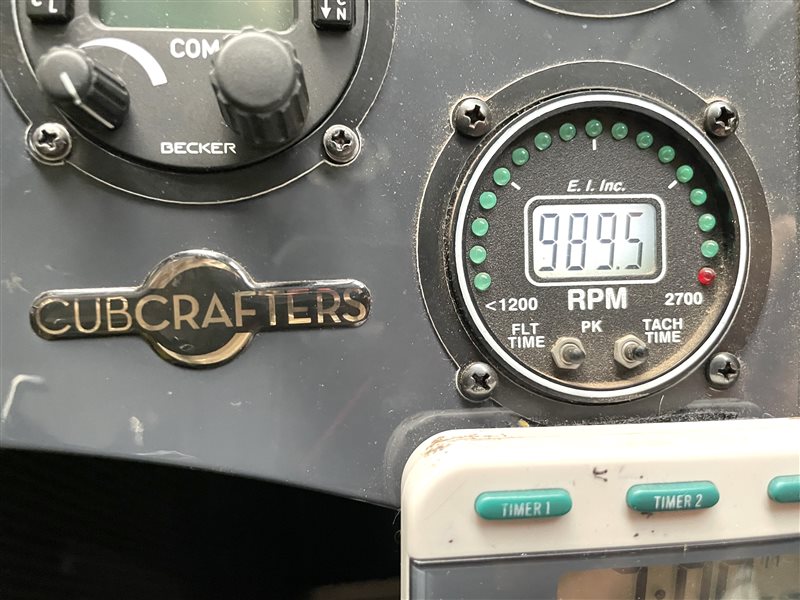 COM
BECKER
CUBCRAFTERS
E. I. Inc.
989.5
<1200 RPM 2700
FLT TIME
PK
TACH TIME
TIMER 1
TIMER 2